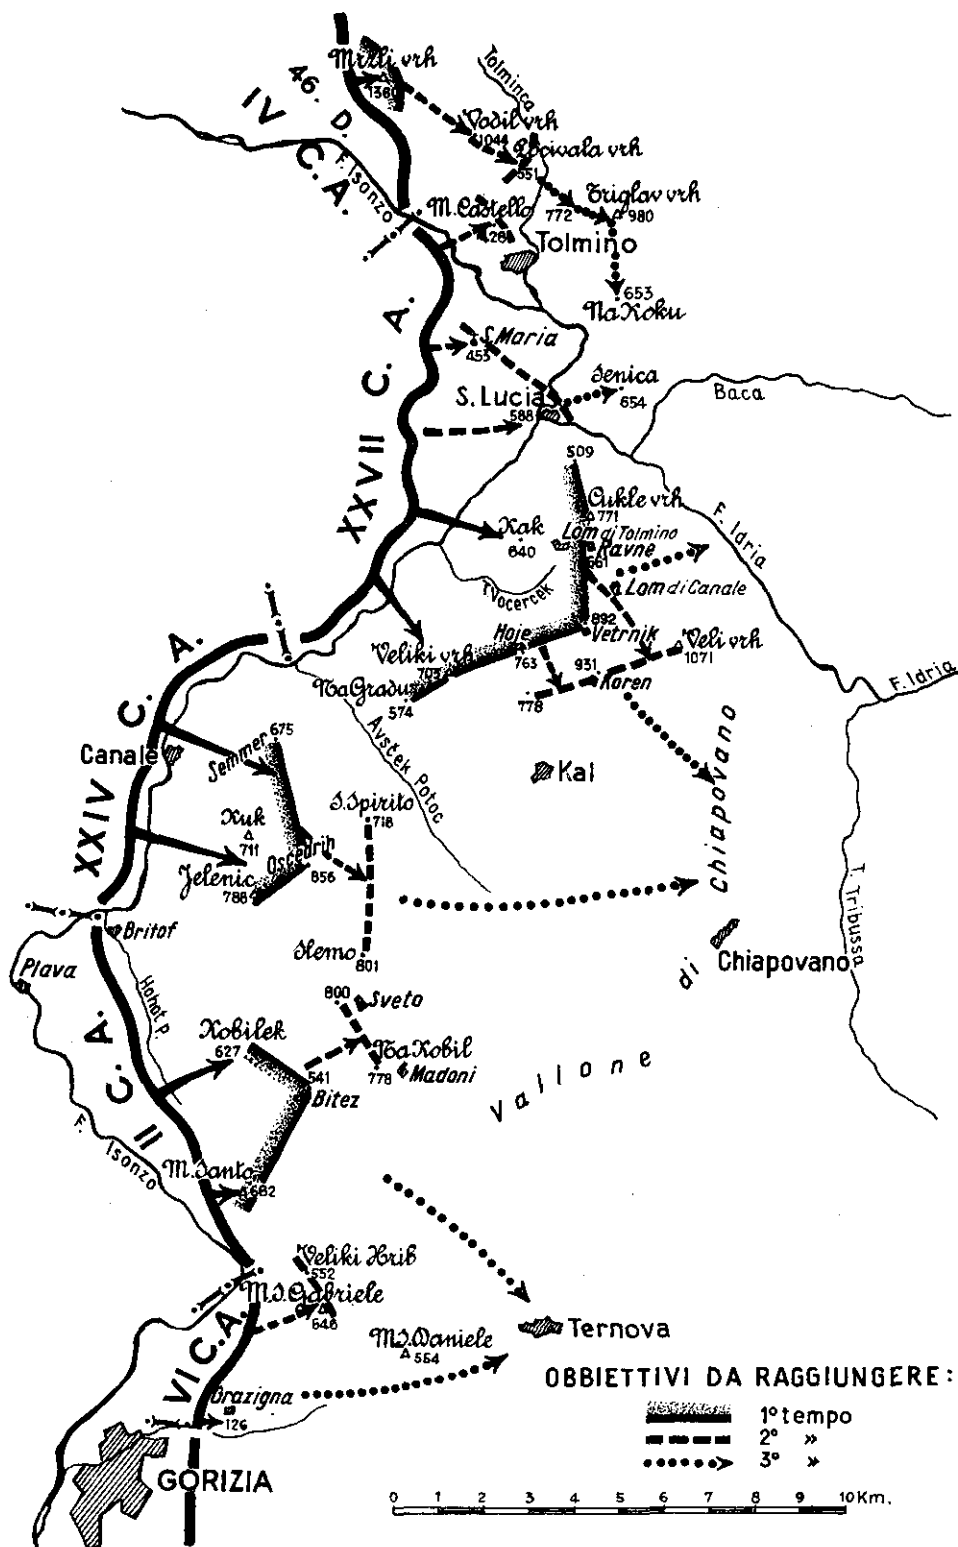 Mrzli vrh
1360
46. D.
IV C. A.
F. Isonzo
Tolminca
Vodil vrh
1044
551
772
Triglav vrh
980
M. Castello
Tolmino
653
Na Koku
XXVII C. A.
S. Maria
453
S. Lucia
588
Senica
654
Baca
509
Cukle vrh
771
Kak
640
Lom di Tolmino
Ravne
661
F. Idria
Lom di Canale
T. Vocercek
Hoje
763
892
Vetrnik
Veli vrh
1071
Veliki vrh
703
Na Gradu
574
931
Koren
778
F. Idria
XXIV C. A.
Canale
Semmer
675
Avsček Potoc
Kal
Kuk
711
Jelenic
788
Oscedrih
856
S. Spirito
718
Vallone di Chiapovano
Chiapovano
T. Tribussa
Britof
Plava
Hohot P.
Slemo
801
800
Sveto
Kobilek
627
541
Bitez
Na Kobil
778
Madoni
II C. A.
F. Isonzo
M. Santo
682
Veliki Hrib
552
M. S. Gabriele
646
VI C. A.
M. S. Daniele
554
Ternova
Grazigna
126
GORIZIA
OBBIETTIVI DA RAGGIUNGERE:
1° tempo
2° »
3° »
0 1 2 3 4 5 6 7 8 9 10 Km.